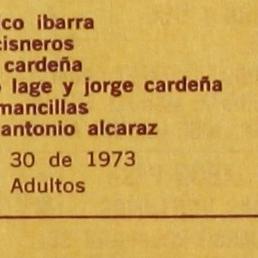 co ibarra
cisneros
cardeña
lage y jorge cardeña
mancillas
antonio alcaraz
30 de 1973
Adultos